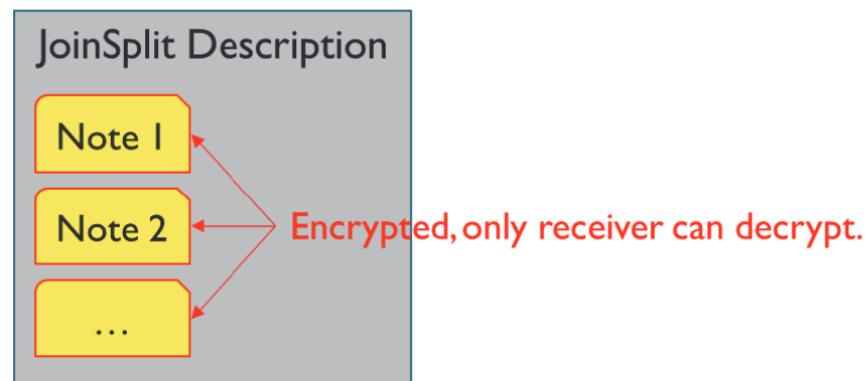 JoinSplit Description
Note 1
Note 2
Encrypted, only receiver can decrypt.
...